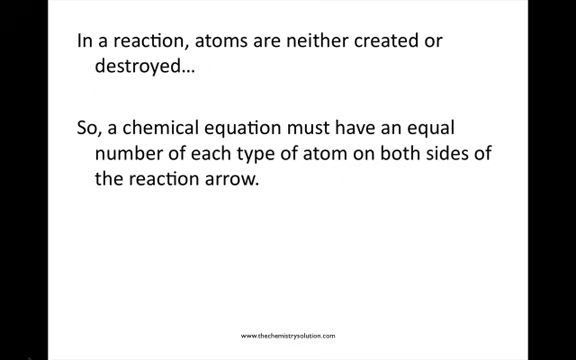 In a reaction, atoms are neither created or
destroyed...
So, a chemical equation must have an equal
number of each type of atom on both sides of
the reaction arrow.
www.thechemistrysolution.com